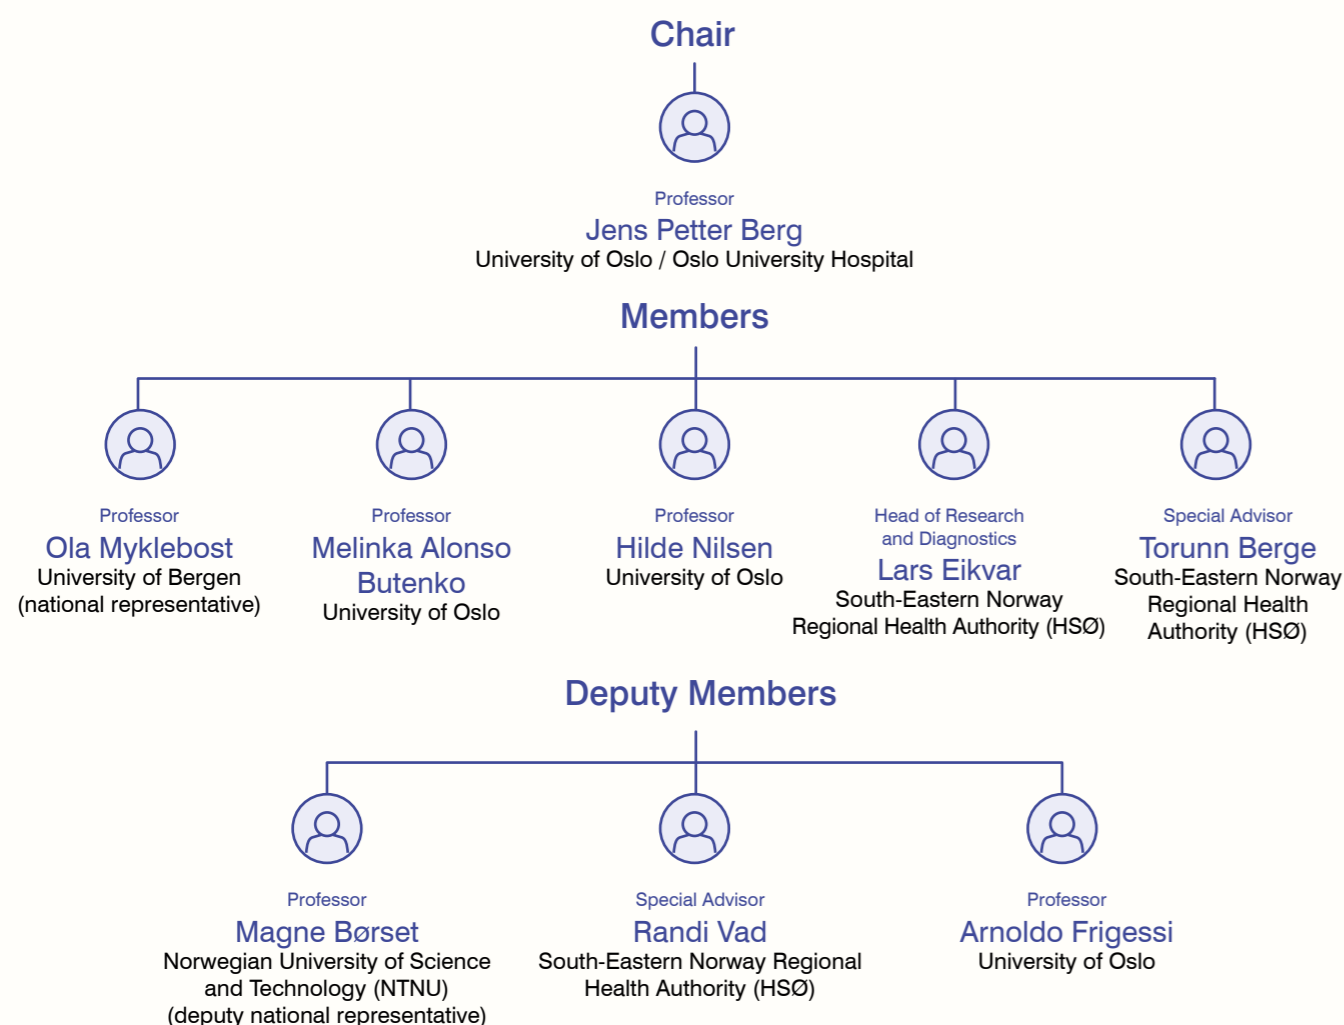 Chair
Professor
Jens Petter Berg
University of Oslo / Oslo University Hospital
Members
Professor
Ola Myklebost
University of Bergen
(national representative)
Professor
Melinka Alonso
Butenko
University of Oslo
Professor
Hilde Nilsen
University of Oslo
Head of Research
and Diagnostics
Lars Eikvar
South-Eastern Norway
Regional Health Authority (HSØ)
Special Advisor
Torunn Berge
South-Eastern Norway
Regional Health
Authority (HSØ)
Deputy Members
Professor
Magne Børset
Norwegian University of Science
and Technology (NTNU)
(deputy national representative)
Special Advisor
Randi Vad
South-Eastern Norway Regional
Health Authority (HSØ)
Professor
Arnoldo Frigessi
University of Oslo